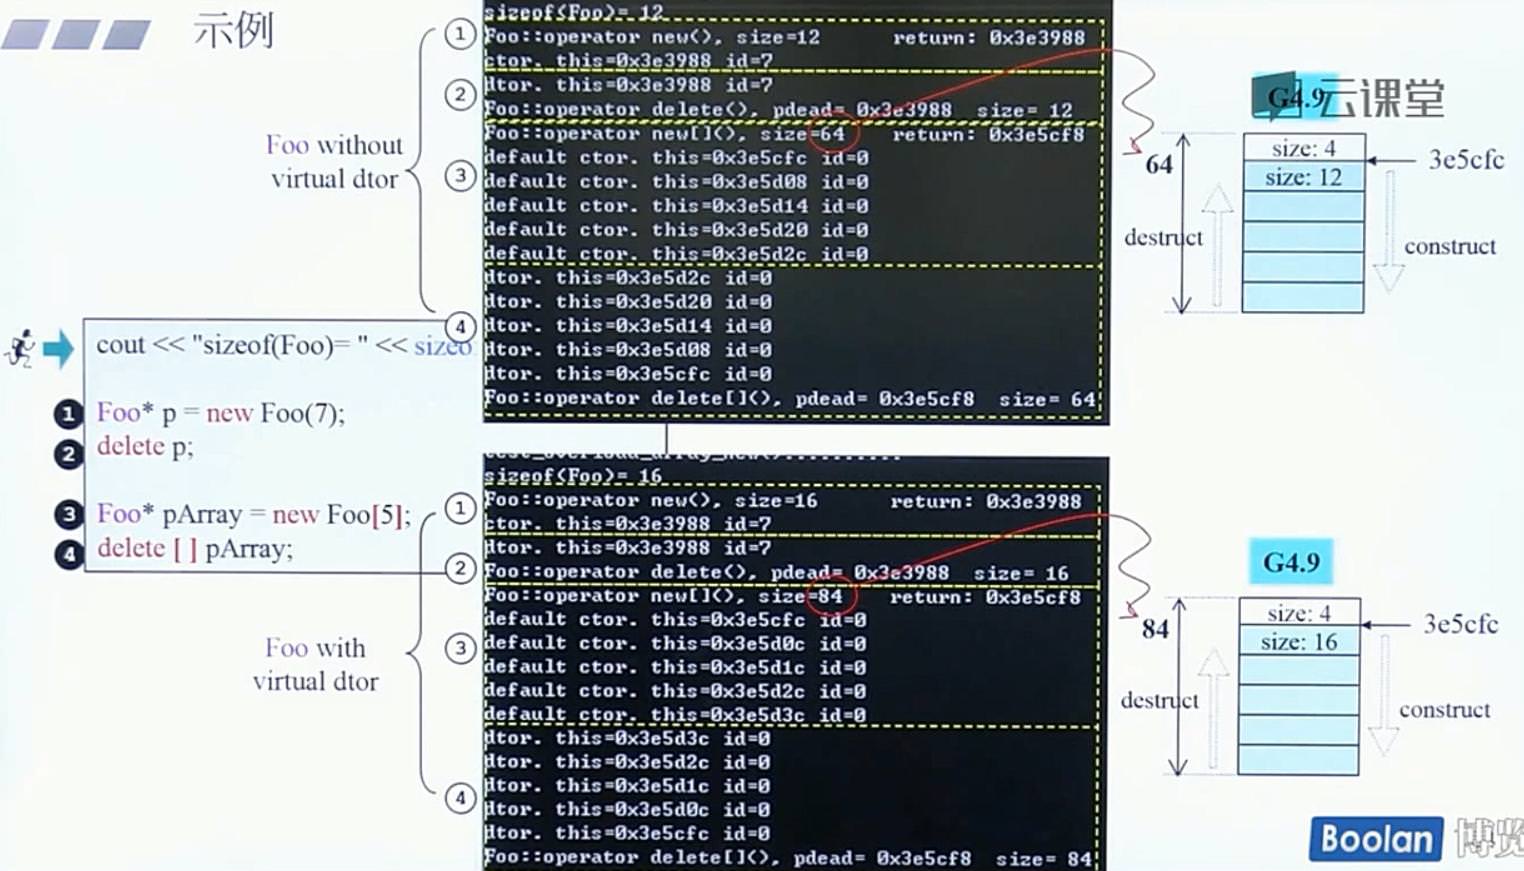 示例
Foo without
virtual dtor
cout << "sizeof(Foo)= " << sizeo
1 Foo* p = new Foo(7);
2 delete p;
3 Foo* pArray = new Foo[5];
4 delete [ ] pArray;
Foo with
virtual dtor
sizeof(Foo)= 12
① Foo::operator new(), size=12 return: 0x3e3988
ctor. this=0x3e3988 id=7
② dtor. this=0x3e3988 id=7
Foo::operator delete(), pdead= 0x3e3988 size= 12
Foo::operator new[](), size=64 return: 0x3e5cf8
default ctor. this=0x3e5cfc id=0
③ default ctor. this=0x3e5d08 id=0
default ctor. this=0x3e5d14 id=0
default ctor. this=0x3e5d20 id=0
default ctor. this=0x3e5d2c id=0
dtor. this=0x3e5d2c id=0
dtor. this=0x3e5d20 id=0
④ dtor. this=0x3e5d14 id=0
dtor. this=0x3e5d08 id=0
dtor. this=0x3e5cfc id=0
Foo::operator delete[](), pdead= 0x3e5cf8 size= 64
sizeof(Foo)= 16
① Foo::operator new(), size=16 return: 0x3e3988
ctor. this=0x3e3988 id=7
dtor. this=0x3e3988 id=7
② Foo::operator delete(), pdead= 0x3e3988 size= 16
Foo::operator new[](), size=84 return: 0x3e5cf8
default ctor. this=0x3e5cfc id=0
③ default ctor. this=0x3e5d0c id=0
default ctor. this=0x3e5d1c id=0
default ctor. this=0x3e5d2c id=0
default ctor. this=0x3e5d3c id=0
dtor. this=0x3e5d3c id=0
dtor. this=0x3e5d2c id=0
④ dtor. this=0x3e5d1c id=0
dtor. this=0x3e5d0c id=0
dtor. this=0x3e5cfc id=0
Foo::operator delete[](), pdead= 0x3e5cf8 size= 84
G4.9
云课堂
64
size: 4
3e5cfc
size: 12
destruct
construct
G4.9
84
size: 4
3e5cfc
size: 16
destruct
construct
Boolan 博览